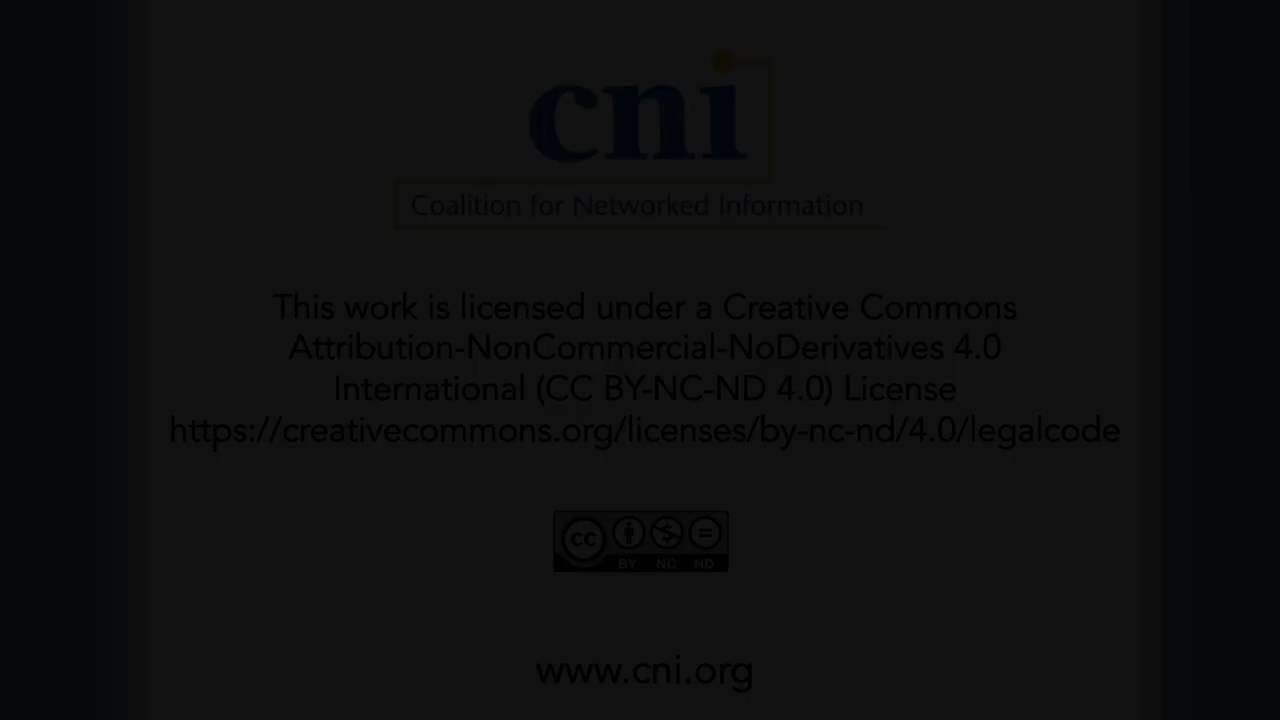 cni
Coalition for Networked Information
This work is licensed under a Creative Commons
Attribution-NonCommercial-NoDerivatives 4.0
International (CC BY-NC-ND 4.0) License
https://creativecommons.org/licenses/by-nc-nd/4.0/legalcode
cc
BY NC ND
www.cni.org